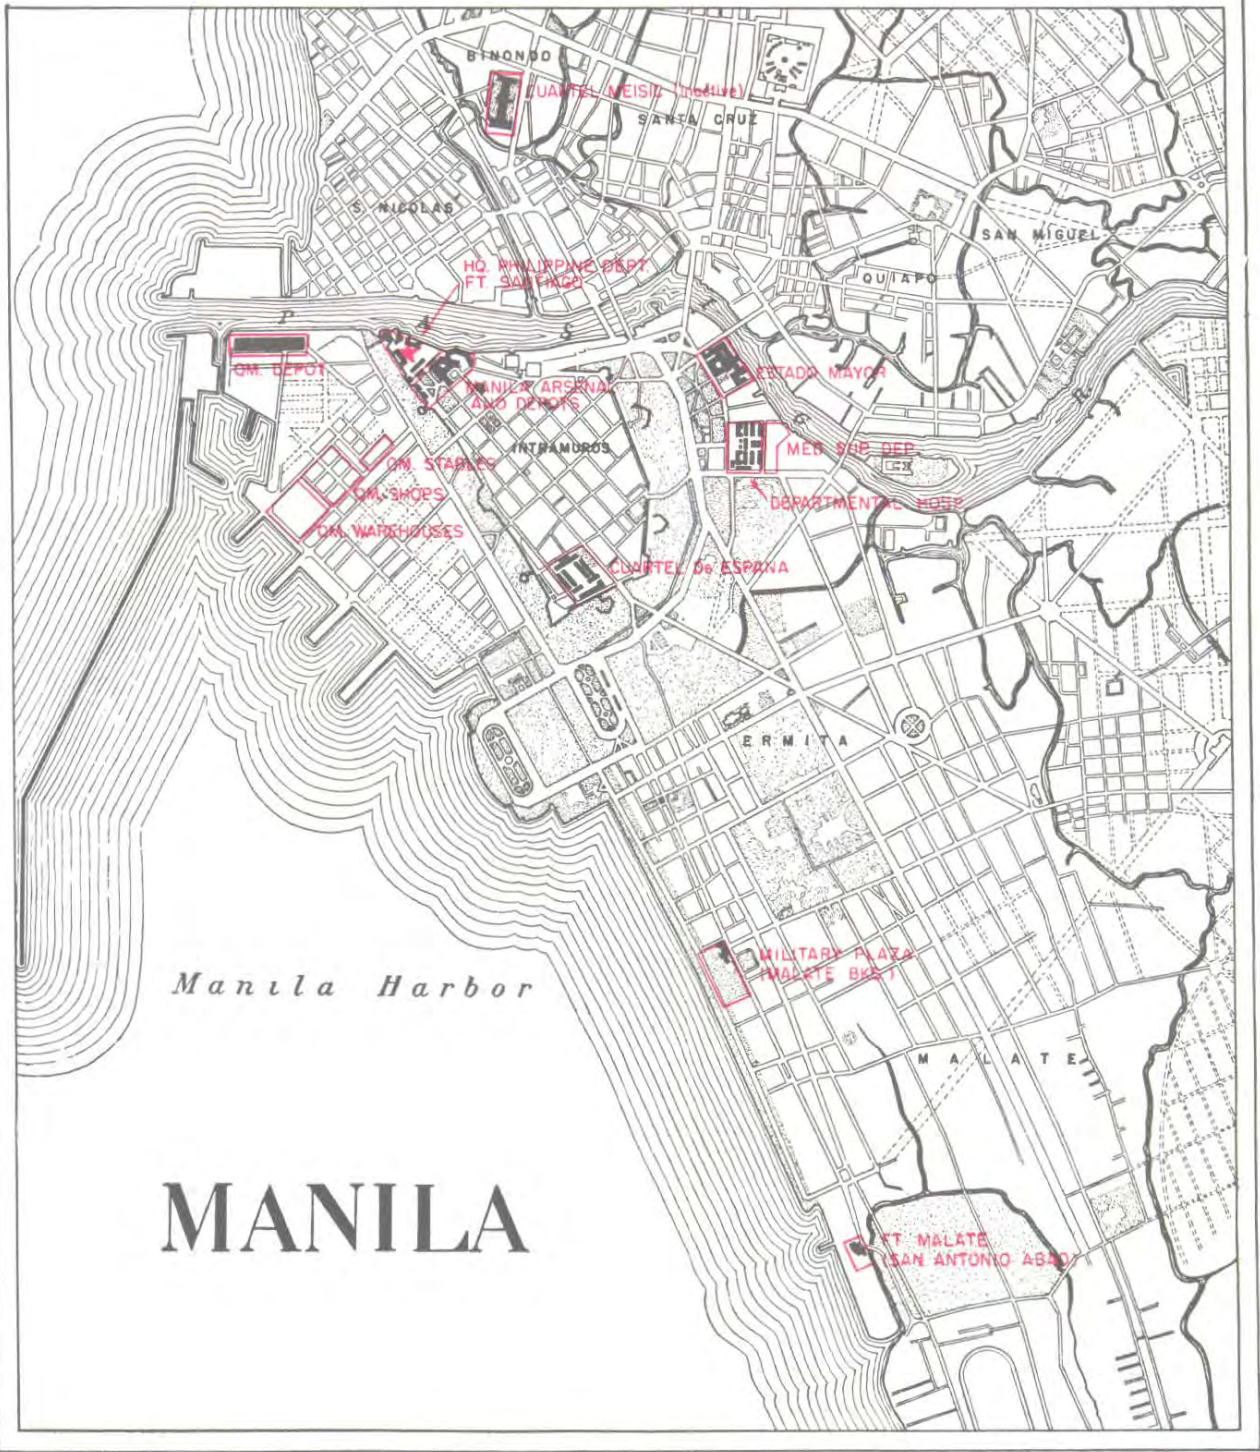 BINONDO
CUARTEL MEISIC (Inactive)
SANTA CRUZ
S. NICOLAS
SAN MIGUEL
QUIAPO
HQ. PHILIPPINE DEPT.
FT. SANTIAGO
P A S
I
G
R
QM. DEPOT
MANILA ARSENAL
AND DEPOTS
ESTADO MAYOR
INTRAMUROS
MED SUP DEP.
QM. STABLES
QM. SHOPS
DEPARTMENTAL HOSP.
QM. WAREHOUSES
CUARTEL De ESPANA
ERMITA
MILITARY PLAZA
(MALATE BKS.)
Manila Harbor
MALATE
MANILA
FT. MALATE
(SAN ANTONIO ABAD)